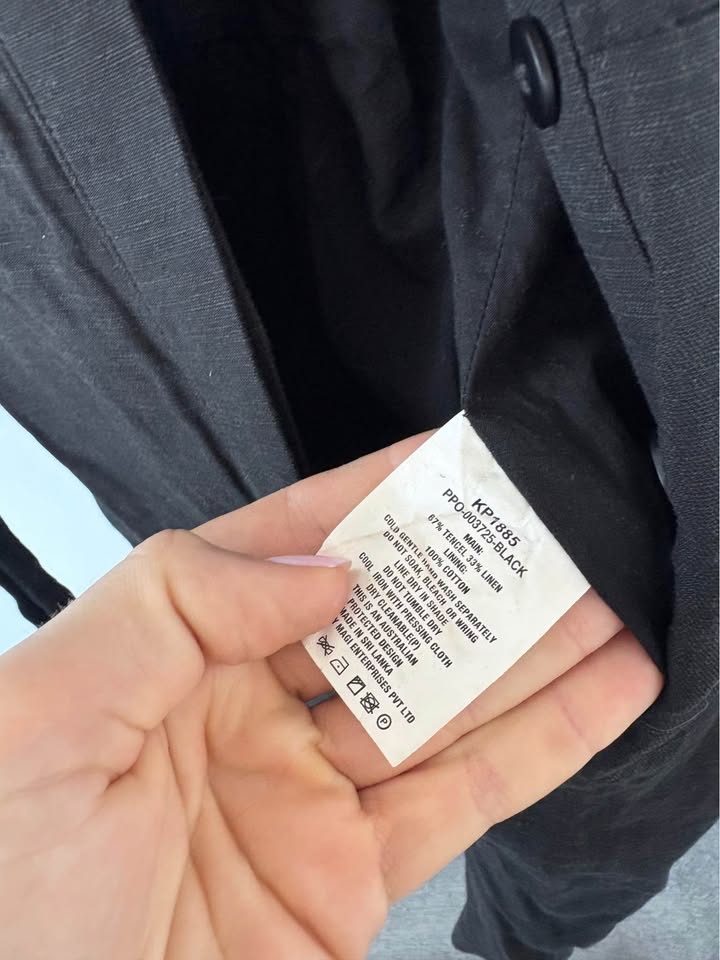 KP1885
PPO-003725-BLACK
MAIN:
67% TENCEL 33% LINEN
LINING:
100% COTTON
COLD GENTLE HAND WASH SEPARATELY
DO NOT SOAK, BLEACH OR WRING
LINE DRY IN SHADE
DO NOT TUMBLE DRY
COOL IRON WITH PRESSING CLOTH
DRY CLEANABLE(P)
THIS IS AN AUSTRALIAN
PROTECTED DESIGN
MADE IN SRI LANKA
MAGI ENTERPRISES PVT LTD
P